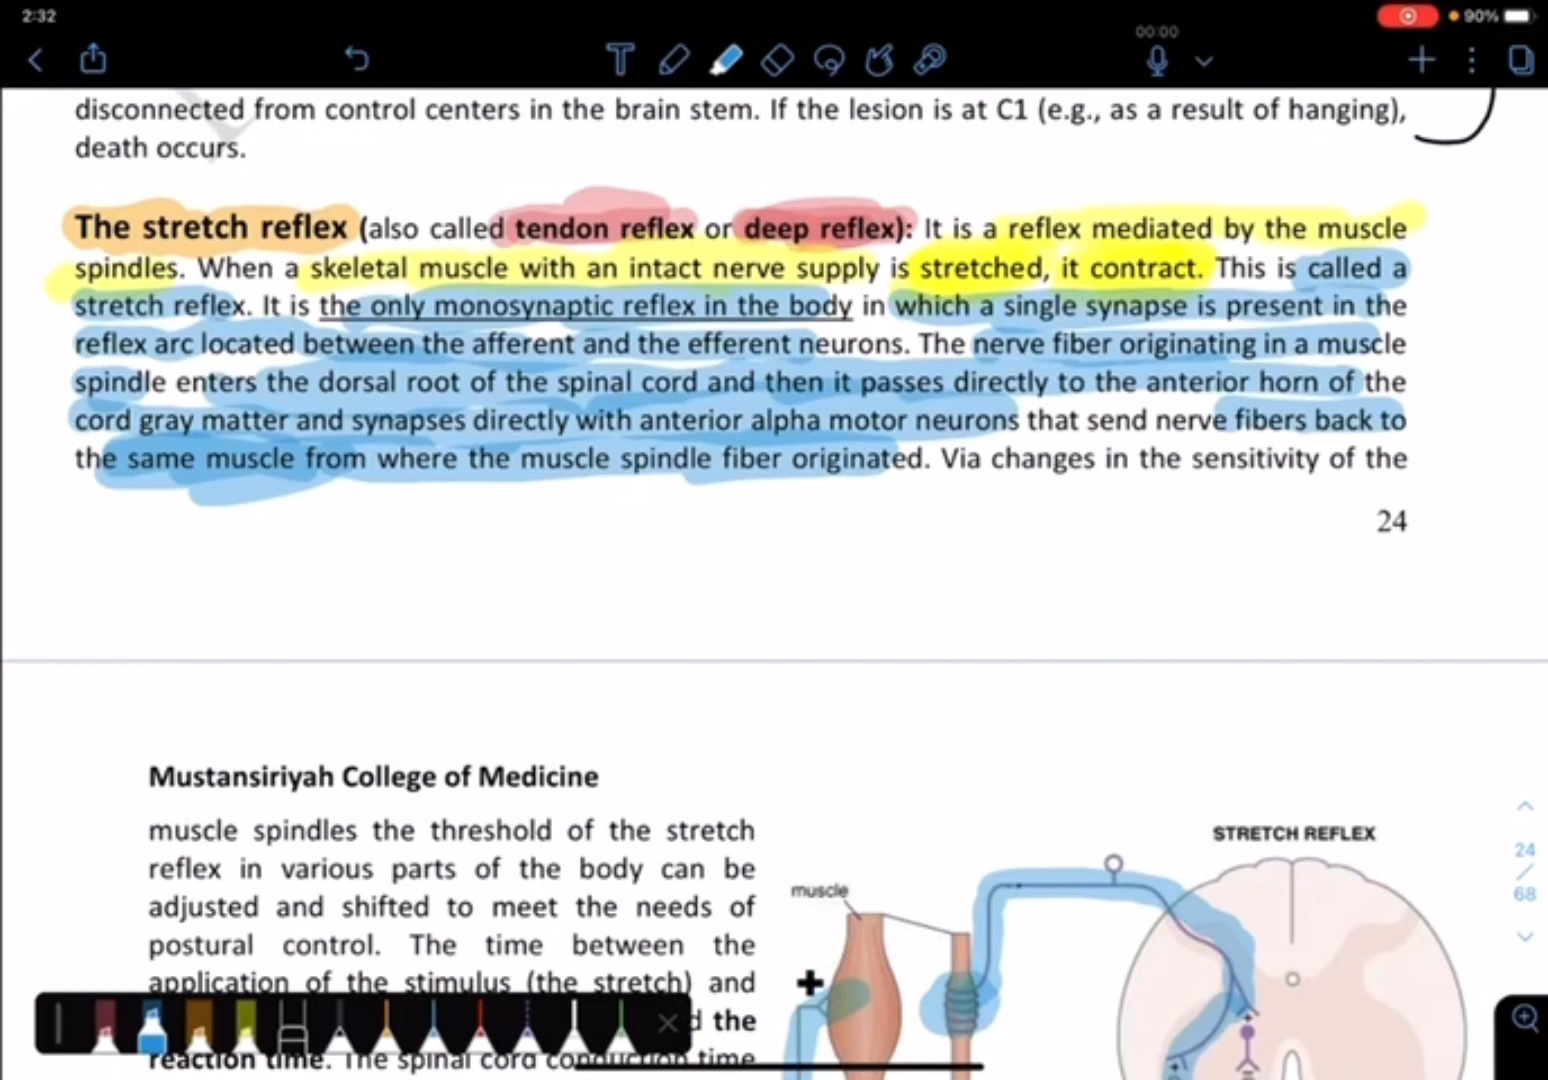 2:32
90%
00:00
disconnected from control centers in the brain stem. If the lesion is at C1 (e.g., as a result of hanging),
death occurs.
The stretch reflex (also called tendon reflex or deep reflex): It is a reflex mediated by the muscle
spindles. When a skeletal muscle with an intact nerve supply is stretched, it contract. This is called a
stretch reflex. It is the only monosynaptic reflex in the body in which a single synapse is present in the
reflex arc located between the afferent and the efferent neurons. The nerve fiber originating in a muscle
spindle enters the dorsal root of the spinal cord and then it passes directly to the anterior horn of the
cord gray matter and synapses directly with anterior alpha motor neurons that send nerve fibers back to
the same muscle from where the muscle spindle fiber originated. Via changes in the sensitivity of the
24
Mustansiriyah College of Medicine
muscle spindles the threshold of the stretch
reflex in various parts of the body can be
adjusted and shifted to meet the needs of
postural control. The time between the
application of the stimulus (the stretch) and
the
reaction time. The spinal cord conduction time
STRETCH REFLEX
muscle
24
/
68